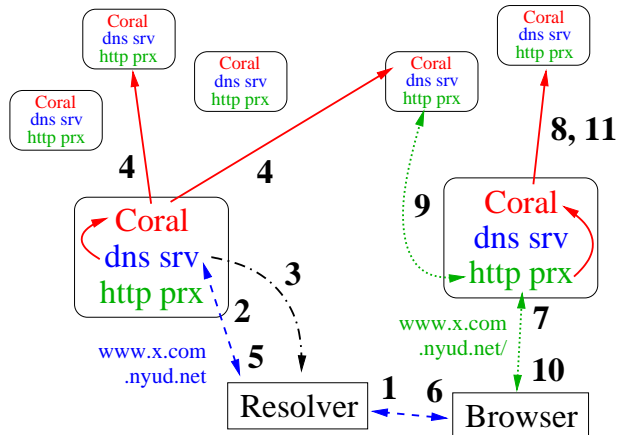 Coral
dns srv
http prx
Coral
dns srv
http prx
Coral
dns srv
http prx
Coral
dns srv
http prx
Coral
dns srv
http prx
4
4
8, 11
Coral
dns srv
http prx
3
2
9
Coral
dns srv
http prx
7
www.x.com
.nyud.net
5
www.x.com
.nyud.net/
10
Resolver
1
6
Browser